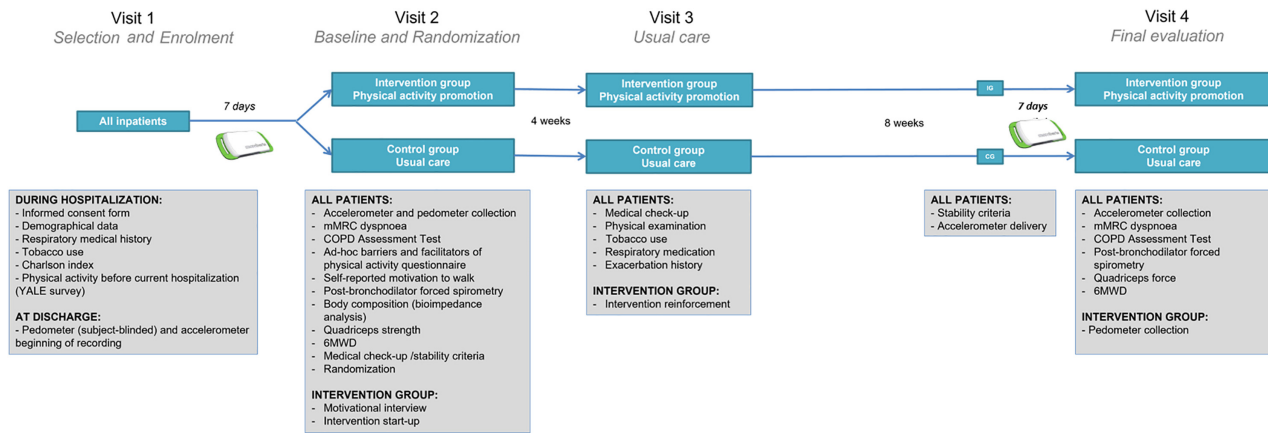 Visit 1
Selection and Enrolment
Visit 2
Baseline and Randomization
Visit 3
Usual care
Visit 4
Final evaluation
All inpatients
7 days
Intervention group
Physical activity promotion
Control group
Usual care
4 weeks
Intervention group
Physical activity promotion
Control group
Usual care
8 weeks
IG
CG
7 days
Intervention group
Physical activity promotion
Control group
Usual care
DURING HOSPITALIZATION:
- Informed consent form
- Demographical data
- Respiratory medical history
- Tobacco use
- Charlson index
- Physical activity before current hospitalization
(YALE survey)
AT DISCHARGE:
- Pedometer (subject-blinded) and accelerometer
beginning of recording
ALL PATIENTS:
- Accelerometer and pedometer collection
- mMRC dyspnoea
- COPD Assessment Test
- Ad-hoc barriers and facilitators of
physical activity questionnaire
- Self-reported motivation to walk
- Post-bronchodilator forced spirometry
- Body composition (bioimpedance
analysis)
- Quadriceps strength
- 6MWD
- Medical check-up /stability criteria
- Randomization
INTERVENTION GROUP:
- Motivational interview
- Intervention start-up
ALL PATIENTS:
- Medical check-up
- Physical examination
- Tobacco use
- Respiratory medication
- Exacerbation history
INTERVENTION GROUP:
- Intervention reinforcement
ALL PATIENTS:
- Stability criteria
- Accelerometer delivery
ALL PATIENTS:
- Accelerometer collection
- mMRC dyspnoea
- COPD Assessment Test
- Post-bronchodilator forced
spirometry
- Quadriceps force
- 6MWD
INTERVENTION GROUP:
- Pedometer collection